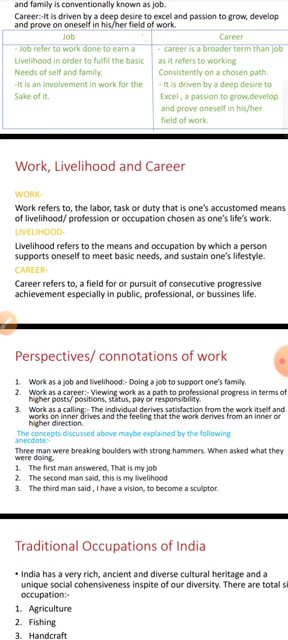 and family is conventionally known as job.
Career:-It is driven by a deep desire to excel and passion to grow, develop
and prove on oneself in his/her field of work.
Job
Career
- Job refer to work done to earn a
Livelihood in order to fulfil the basic
Needs of self and family.
-It is an involvement in work for the
Sake of it.
- career is a broader term than job
as it refers to working
Consistently on a chosen path.
- It is driven by a deep desire to
Excel , a passion to grow,develop
and prove oneself in his/her
field of work.
Work, Livelihood and Career
WORK-
Work refers to, the labor, task or duty that is one's accustomed means
of livelihood/ profession or occupation chosen as one's life's work.
LIVELIHOOD-
Livelihood refers to the means and occupation by which a person
supports oneself to meet basic needs, and sustain one's lifestyle.
CAREER-
Career refers to, a field for or pursuit of consecutive progressive
achievement especially in public, professional, or bussines life.
Perspectives/ connotations of work
1. Work as a job and livelihood:- Doing a job to support one's family.
2. Work as a career:- Viewing work as a path to professional progress in terms of
higher posts/ positions, status, pay or responsibility.
3. Work as a calling:- The individual derives satisfaction from the work itself and
works on inner drives and the feeling that the work derives from an inner or
higher direction.
The concepts discussed above maybe explained by the following
anecdote:-
Three man were breaking boulders with strong hammers. When asked what they
were doing,
1. The first man answered, That is my job
2. The second man said, this is my livelihood
3. The third man said , I have a vision, to become a sculptor.
Traditional Occupations of India
• India has a very rich, ancient and diverse cultural heritage and a
unique social cohensiveness inspite of our diversity. There are total si
occupation:-
1. Agriculture
2. Fishing
3. Handcraft